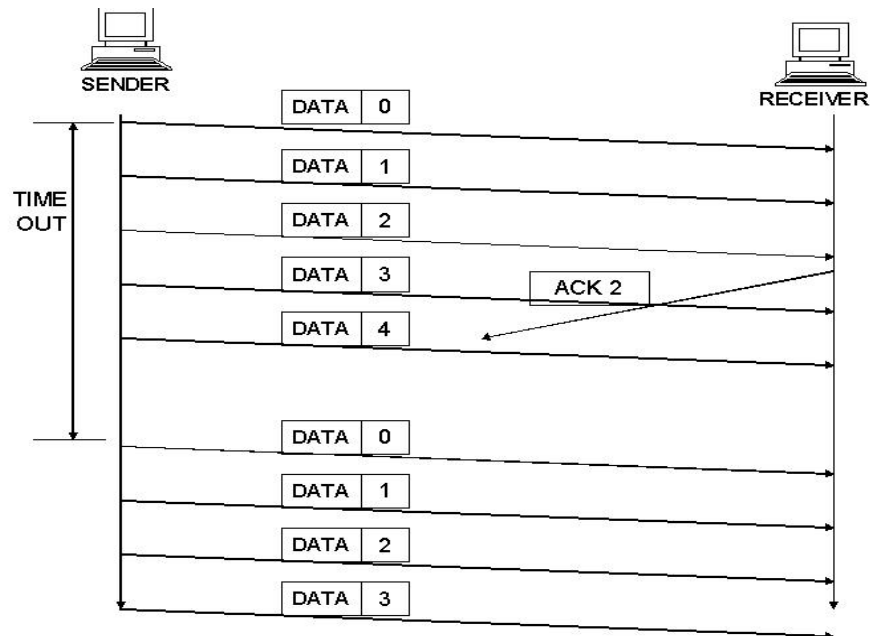 SENDER
RECEIVER
DATA 0
DATA 1
TIME
OUT
DATA 2
DATA 3
ACK 2
DATA 4
DATA 0
DATA 1
DATA 2
DATA 3